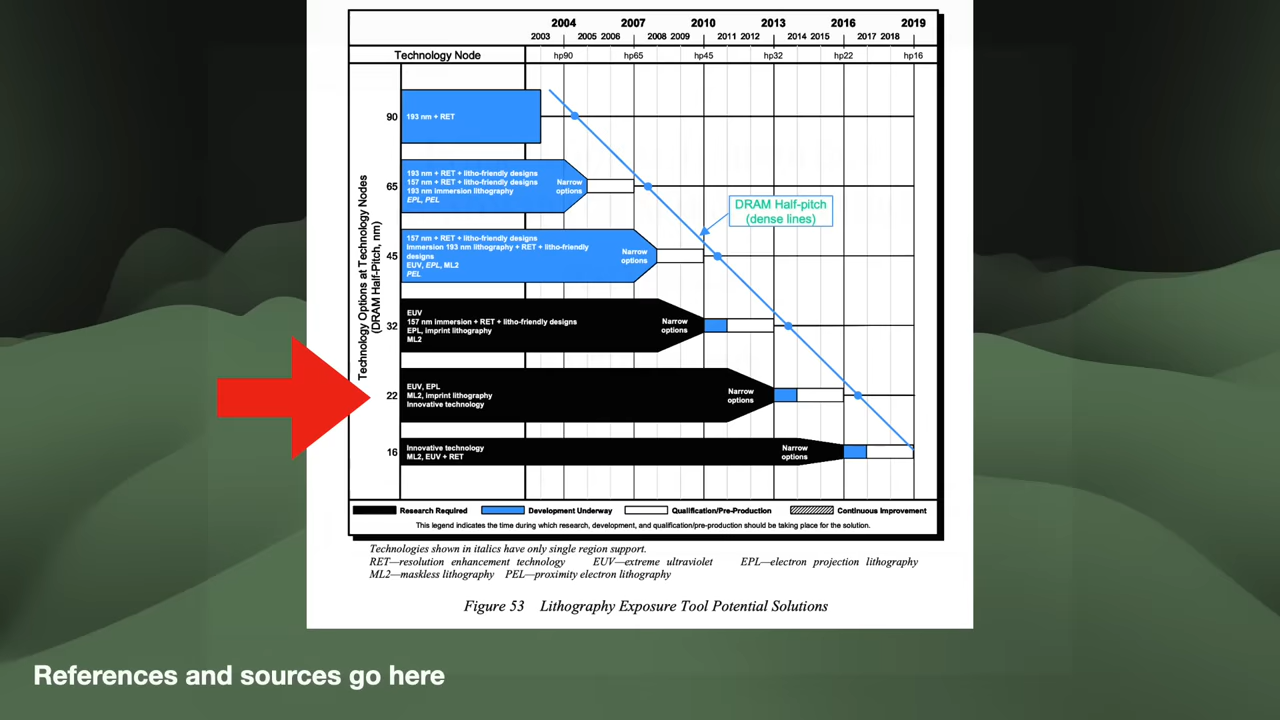 2004 2007 2010 2013 2016 2019
2003 2005 2006 2008 2009 2011 2012 2014 2015 2017 2018
Technology Node hp90 hp65 hp45 hp32 hp22 hp16
Technology Options at Technology Nodes
(DRAM Half-Pitch, nm)
90
193 nm + RET
65
193 nm + RET + litho-friendly designs
157 nm + RET + litho-friendly designs
193 nm immersion lithography
EPL, PEL
Narrow
options
DRAM Half-pitch
(dense lines)
45
157 nm + RET + litho-friendly designs
Immersion 193 nm lithography + RET + litho-friendly
designs
EUV, EPL, ML2
PEL
Narrow
options
32
EUV
157 nm immersion + RET + litho-friendly designs
EPL, imprint lithography
ML2
Narrow
options
22
EUV, EPL
ML2, imprint lithography
Innovative technology
Narrow
options
16
Innovative technology
ML2, EUV + RET
Narrow
options
Research Required Development Underway Qualification/Pre-Production Continuous Improvement
This legend indicates the time during which research, development, and qualification/pre-production should be taking place for the solution.
Technologies shown in italics have only single region support.
RET—resolution enhancement technology EUV—extreme ultraviolet EPL—electron projection lithography
ML2—maskless lithography PEL—proximity electron lithography
Figure 53 Lithography Exposure Tool Potential Solutions
References and sources go here